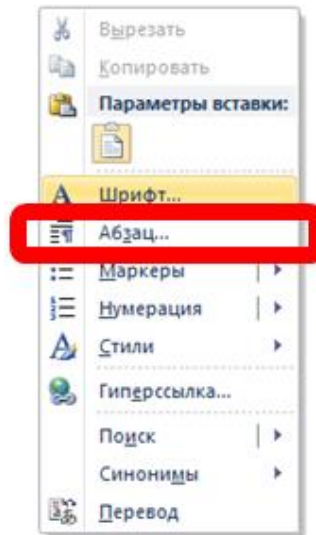 Вырезать
Копировать
Параметры вставки:
Шрифт...
Абзац...
Маркеры
Нумерация
Стили
Гиперссылка...
Поиск
Синонимы
Перевод